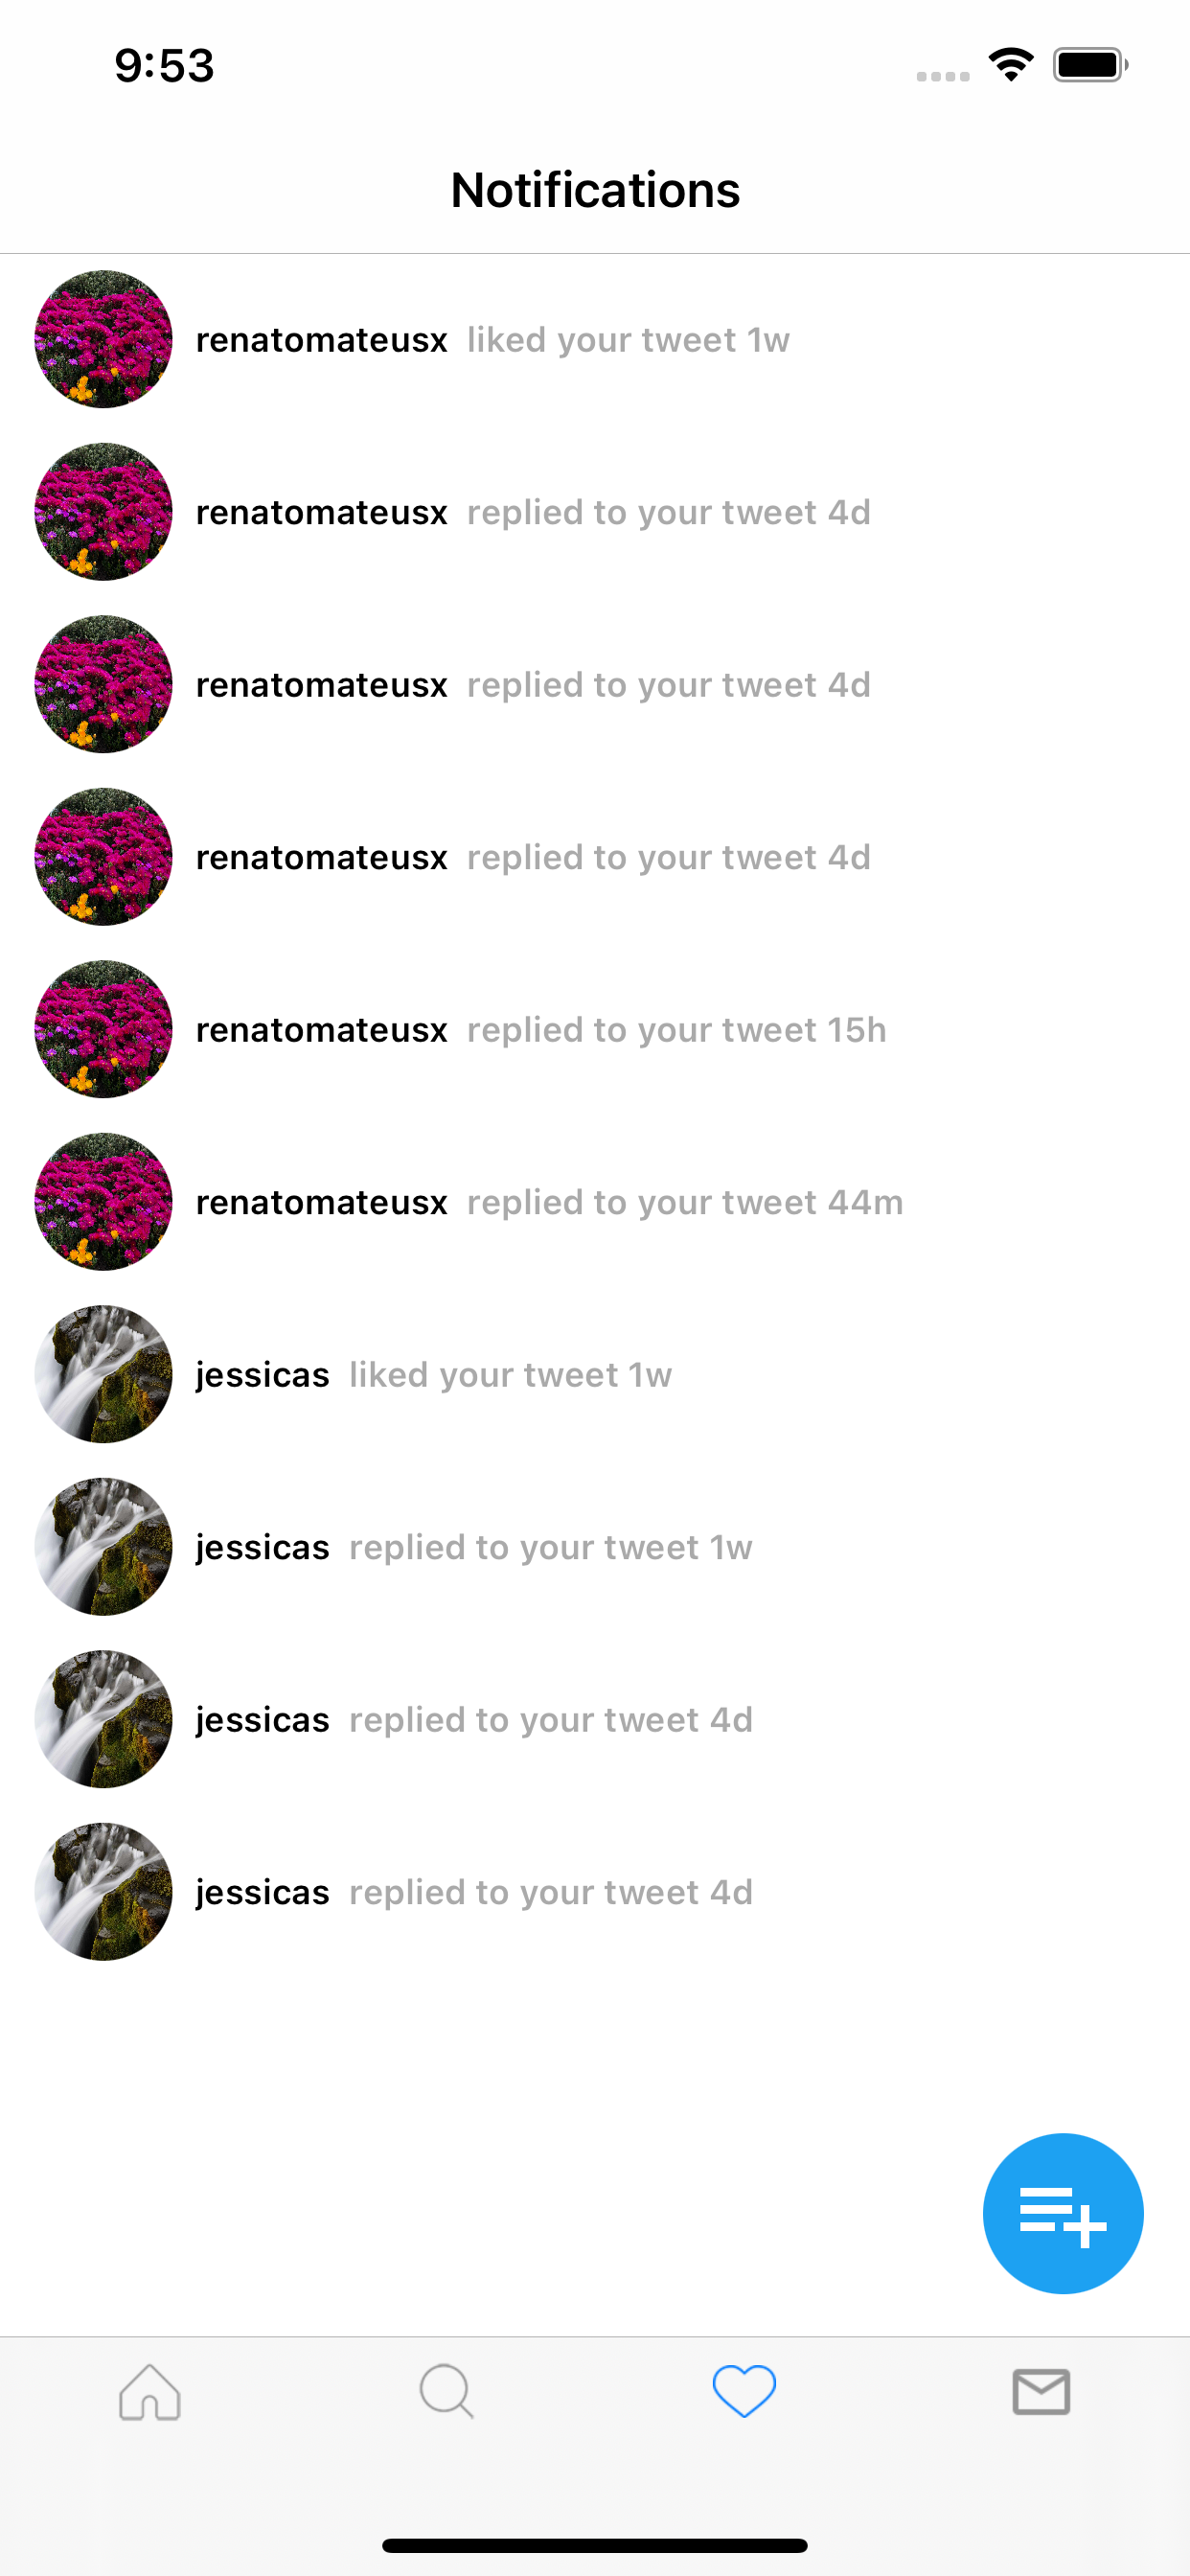 9:53
Notifications
renatomateusx liked your tweet 1w
renatomateusx replied to your tweet 4d
renatomateusx replied to your tweet 4d
renatomateusx replied to your tweet 4d
renatomateusx replied to your tweet 15h
renatomateusx replied to your tweet 44m
jessicas liked your tweet 1w
jessicas replied to your tweet 1w
jessicas replied to your tweet 4d
jessicas replied to your tweet 4d